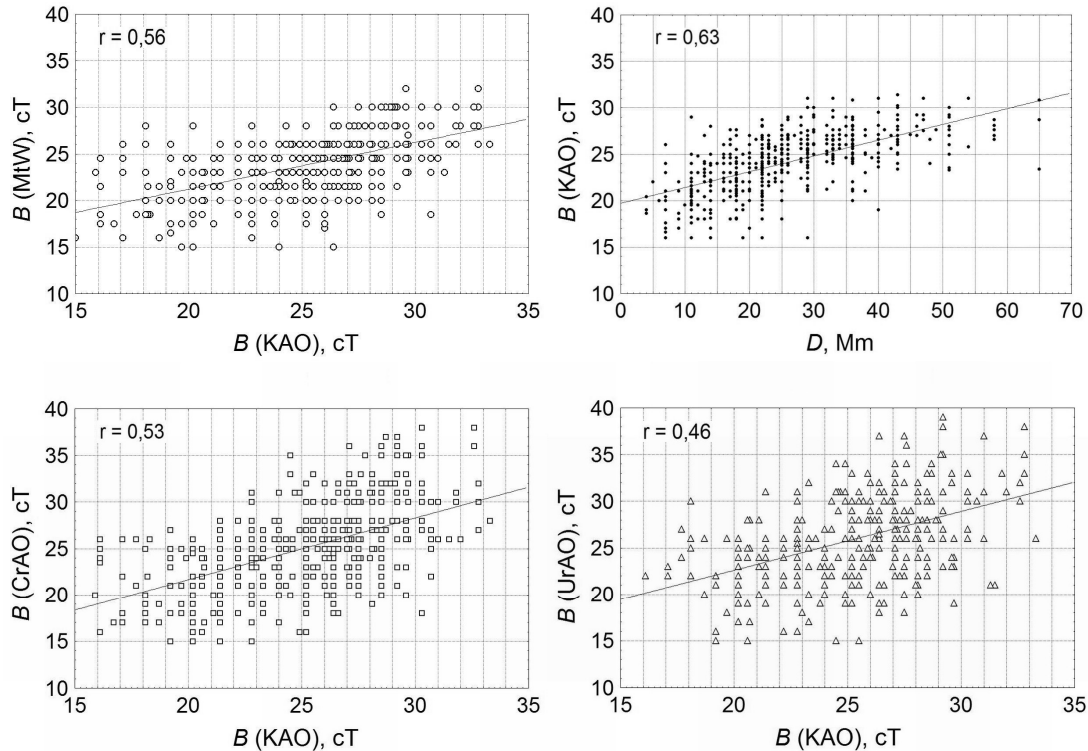 r = 0,56
B (MtW), cT
40
35
30
25
20
15
10
15 20 25 30 35
B (KAO), cT
r = 0,63
B (KAO), cT
40
35
30
25
20
15
10
0 10 20 30 40 50 60 70
D, Mm
r = 0,53
B (CrAO), cT
40
35
30
25
20
15
10
15 20 25 30 35
B (KAO), cT
r = 0,46
B (UrAO), cT
40
35
30
25
20
15
10
15 20 25 30 35
B (KAO), cT